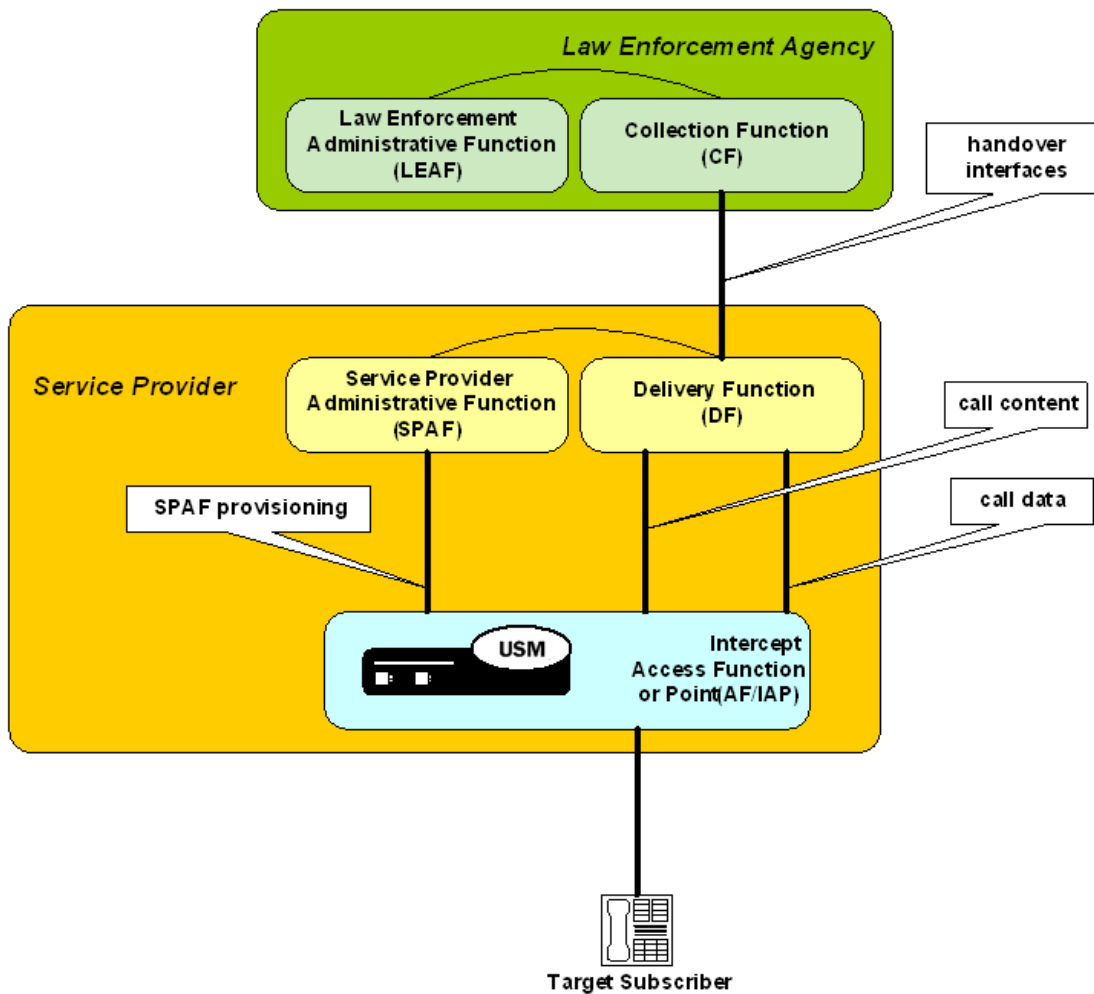 Law Enforcement Agency
Law Enforcement
Administrative Function
(LEAF)
Collection Function
(CF)
handover
interfaces
Service Provider
Service Provider
Administrative Function
(SPAF)
Delivery Function
(DF)
call content
SPAF provisioning
call data
USM
Intercept
Access Function
or Point(AF/IAP)
Target Subscriber